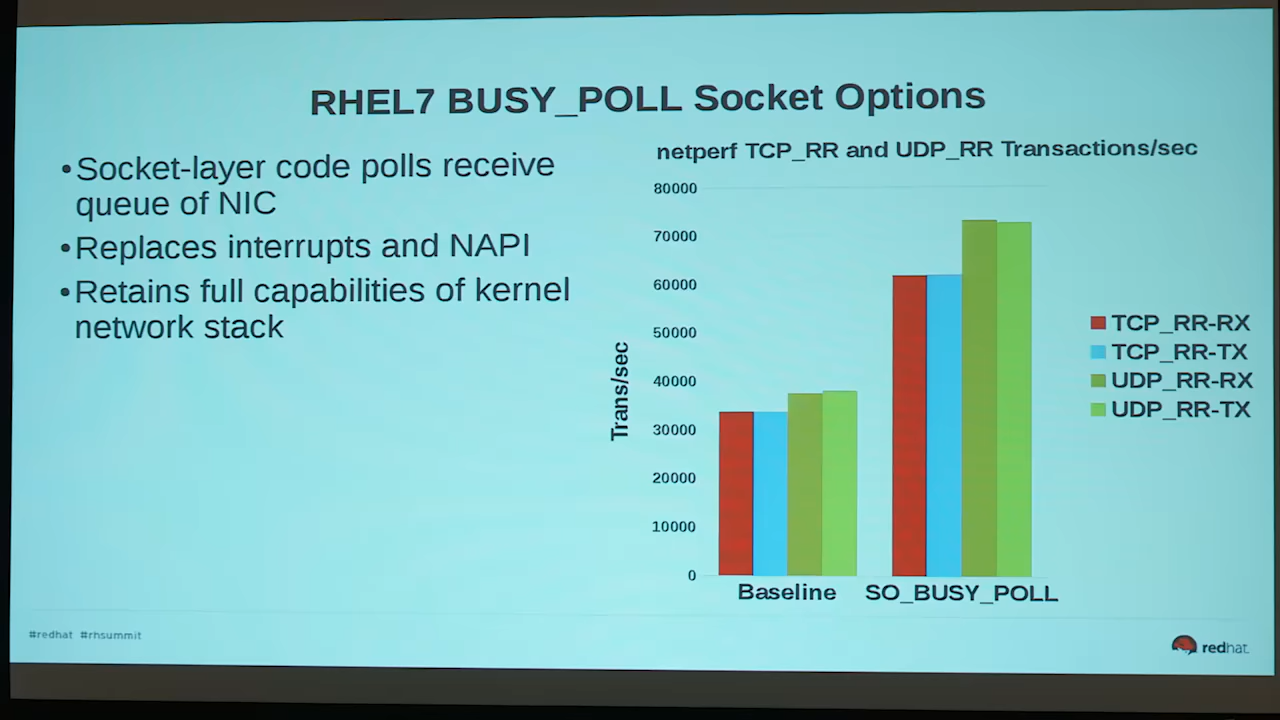 RHEL7 BUSY_POLL Socket Options
•Socket-layer code polls receive
queue of NIC
•Replaces interrupts and NAPI
•Retains full capabilities of kernel
network stack
netperf TCP_RR and UDP_RR Transactions/sec
Trans/sec
80000
70000
60000
50000
40000
30000
20000
10000
0
Baseline
SO_BUSY_POLL
TCP_RR-RX
TCP_RR-TX
UDP_RR-RX
UDP_RR-TX
#redhat #rhsummit
redhat.